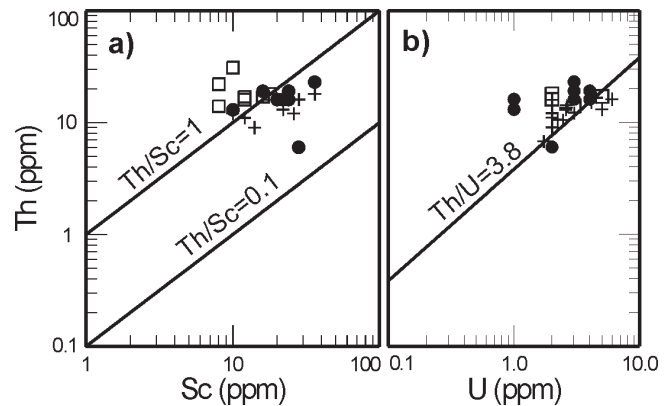 a)
b)
100
10
1
0.1
Th (ppm)
Th/Sc=1
Th/Sc=0.1
Th/U=3.8
1
10
100
0.1
1.0
10.0
Sc (ppm)
U (ppm)